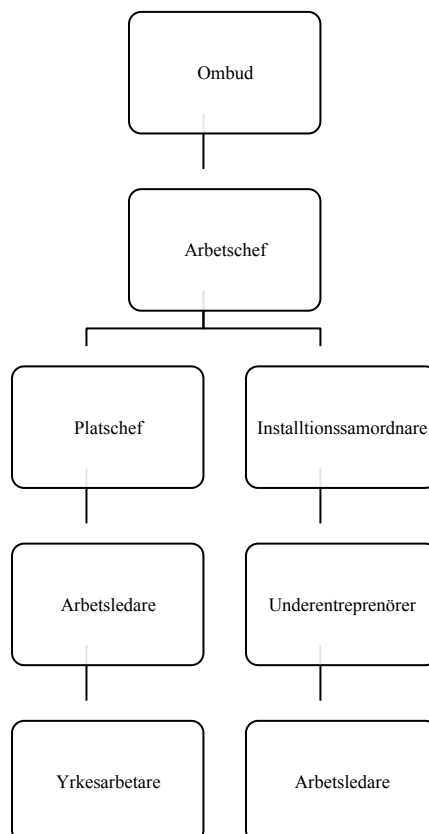 Ombud
Arbetschef
Platschef
Installtionssamordnare
Arbetsledare
Underentreprenörer
Yrkesarbetare
Arbetsledare